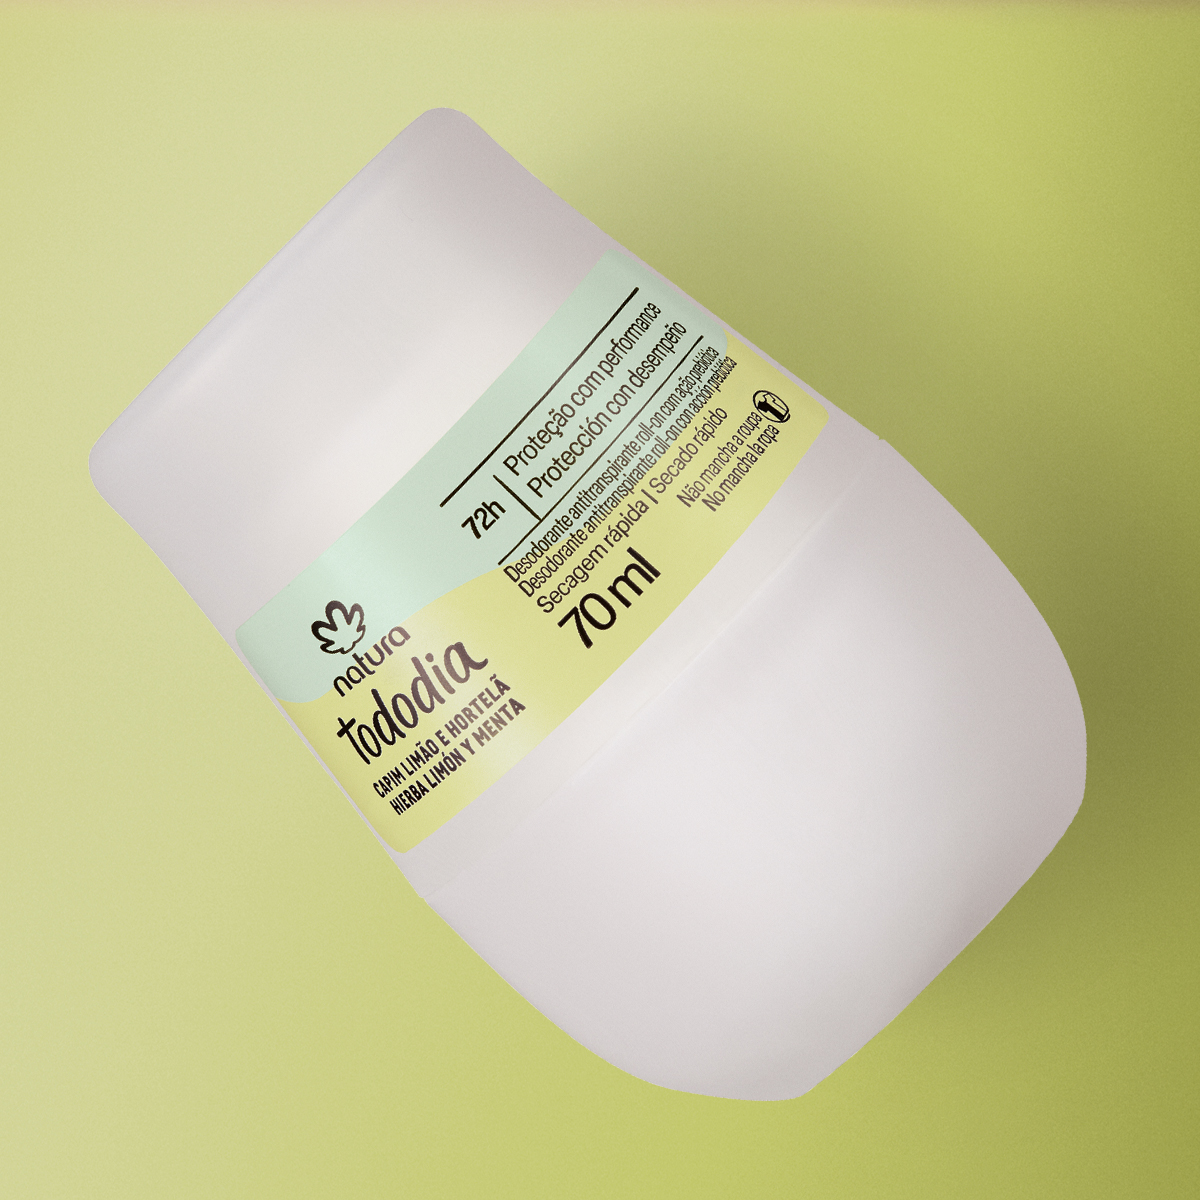 natura
tododia
CAPIM LIMÃO E HORTELÃ
HIERBA LIMÓN Y MENTA
72h
Proteção com performance
Protección con desempeño
Desodorante antitranspirante roll-on com ação prebiótica
Desodorante antitranspirante roll-on con acción prebiótica
Secagem rápida | Secado rápido
Não mancha a roupa
No mancha la ropa
70 ml